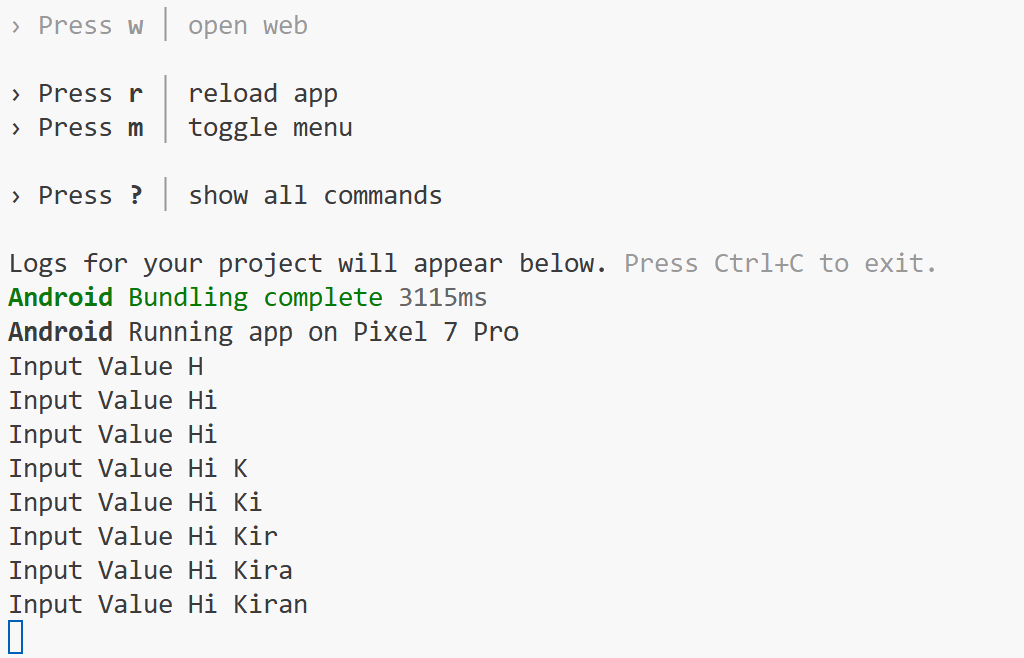 › Press w │ open web
› Press r │ reload app
› Press m │ toggle menu
› Press ? │ show all commands
Logs for your project will appear below. Press Ctrl+C to exit.
Android Bundling complete 3115ms
Android Running app on Pixel 7 Pro
Input Value H
Input Value Hi
Input Value Hi
Input Value Hi K
Input Value Hi Ki
Input Value Hi Kir
Input Value Hi Kira
Input Value Hi Kiran